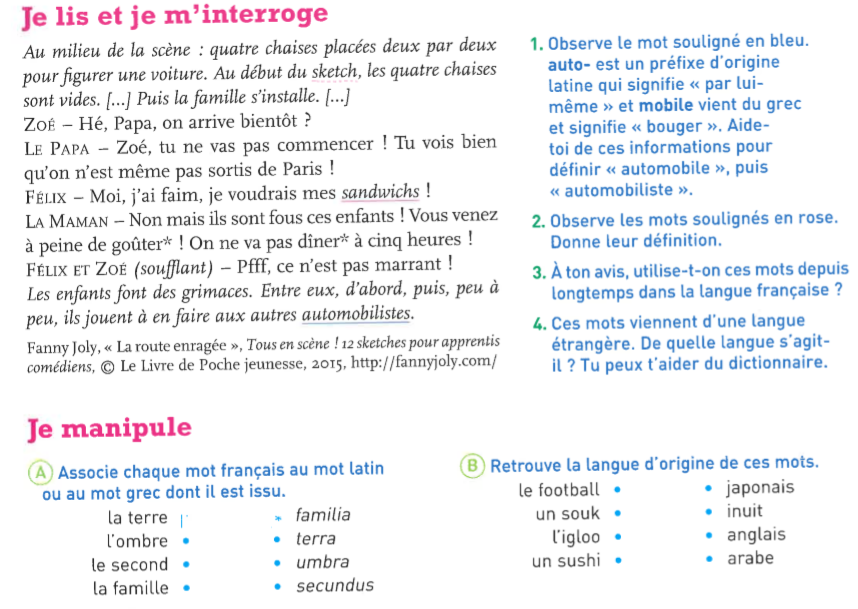 Je lis et je m'interroge
Au milieu de la scène : quatre chaises placées deux par deux
pour figurer une voiture. Au début du sketch, les quatre chaises
sont vides. [...] Puis la famille s'installe. [...]
ZOÉ – Hé, Papa, on arrive bientôt ?
LE PAPA – Zoé, tu ne vas pas commencer ! Tu vois bien
qu'on n'est même pas sortis de Paris !
FÉLIX – Moi, j'ai faim, je voudrais mes sandwichs !
LA MAMAN – Non mais ils sont fous ces enfants ! Vous venez
à peine de goûter* ! On ne va pas dîner* à cinq heures !
FÉLIX ET ZOÉ (soufflant) – Pfff, ce n'est pas marrant !
Les enfants font des grimaces. Entre eux, d'abord, puis, peu à
peu, ils jouent à en faire aux autres automobilistes.
Fanny Joly, « La route enragée », Tous en scène ! 12 sketches pour apprentis
comédiens, © Le Livre de Poche jeunesse, 2015, http://fannyjoly.com/
1. Observe le mot souligné en bleu.
auto- est un préfixe d'origine
latine qui signifie « par lui-
même » et mobile vient du grec
et signifie « bouger ». Aide-
toi de ces informations pour
définir « automobile », puis
« automobiliste ».
2. Observe les mots soulignés en rose.
Donne leur définition.
3. À ton avis, utilise-t-on ces mots depuis
longtemps dans la langue française ?
4. Ces mots viennent d'une langue
étrangère. De quelle langue s'agit-
il ? Tu peux t'aider du dictionnaire.
Je manipule
A Associe chaque mot français au mot latin
ou au mot grec dont il est issu.
la terre • • familia
l'ombre • • terra
le second • • umbra
la famille • • secundus
B Retrouve la langue d'origine de ces mots.
le football • • japonais
un souk • • inuit
l'igloo • • anglais
un sushi • • arabe